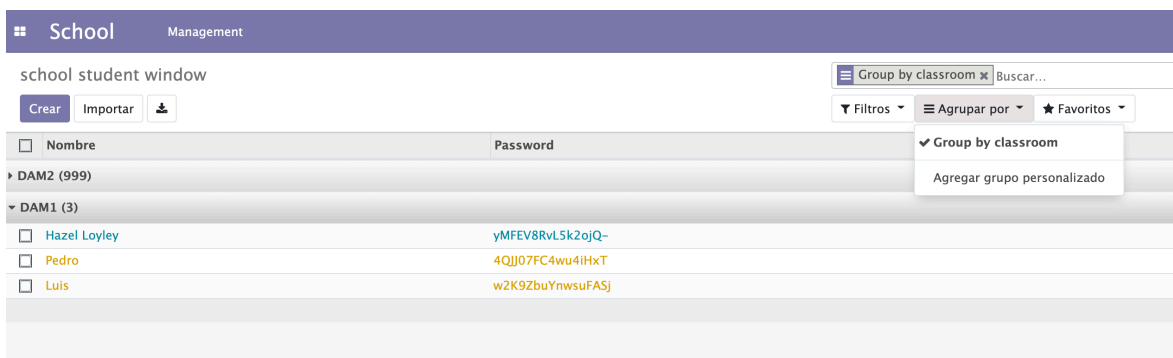 School Management
school student window
Group by classroom × Buscar...
Crear Importar Filtros Agrupar por Favoritos
Nombre Password
Group by classroom
DAM2 (999)
Agregar grupo personalizado
DAM1 (3)
Hazel Loyley yMFEV8RvL5k2ojQ-
Pedro 4QJJ07FC4wu4iHxT
Luis w2K9ZbuYnwsuFASj